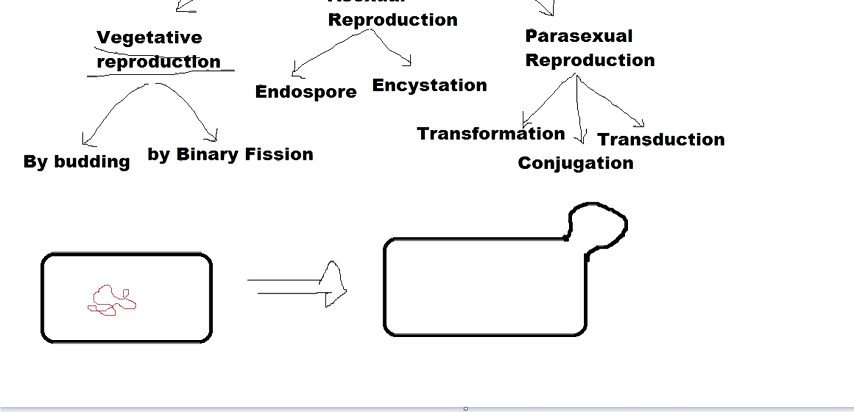 Reproduction
Vegetative
reproduction
Parasexual
Reproduction
Endospore
Encystation
By budding
by Binary Fission
Transformation
Transduction
Conjugation